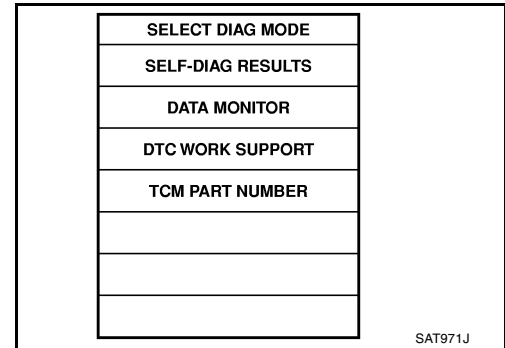 SELECT DIAG MODE
SELF-DIAG RESULTS
DATA MONITOR
DTC WORK SUPPORT
TCM PART NUMBER
SAT971J